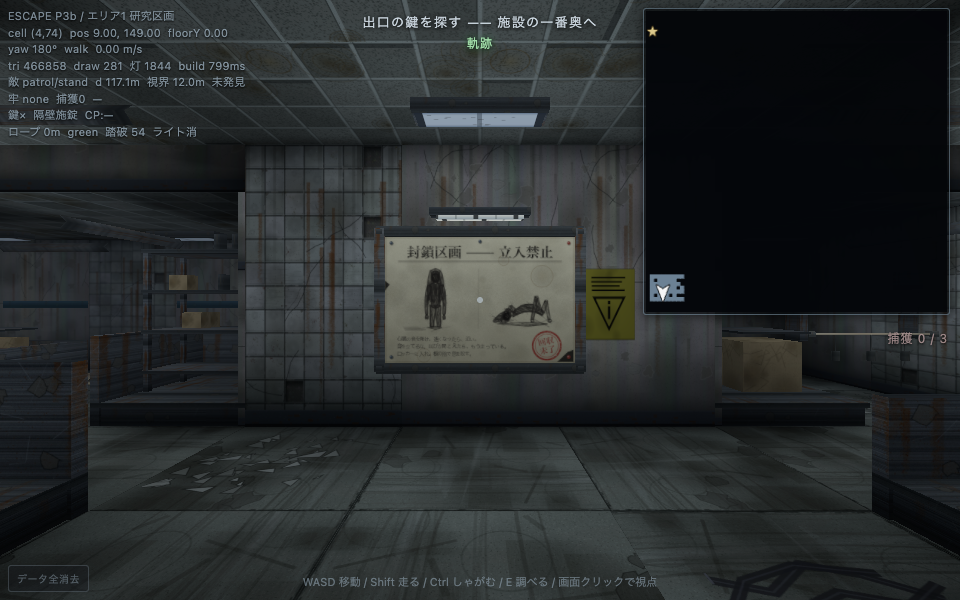 ESCAPE P3b / エリア1 研究区画
cell (4,74) pos 9.00, 149.00 floorY 0.00
yaw 180° walk 0.00 m/s
tri 466858 draw 281 灯 1844 build 799ms
敵 patrol/stand d 117.1m 視界 12.0m 未発見
牢 none 捕獲0 —
鍵× 隔壁施錠 CP:—
ロープ 0m green 踏破 54 ライト消
出口の鍵を探す —— 施設の一番奥へ
軌跡
封鎖区画 —— 立入禁止
捕獲 0 / 3
データ全消去
WASD 移動 / Shift 走る / Ctrl しゃがむ / E 調べる / 画面クリックで視点